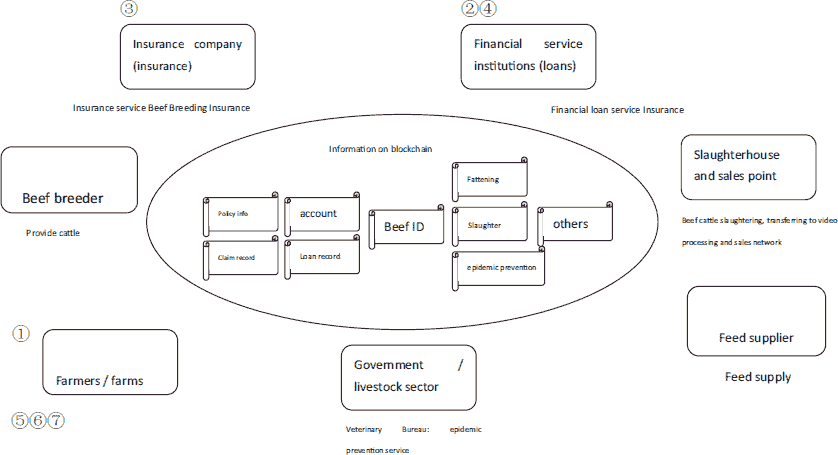 ③
②④
Insurance company
(insurance)
Financial service
institutions (loans)
Insurance service Beef Breeding Insurance
Financial loan service Insurance
Information on blockchain
Slaughterhouse
and sales point
Beef breeder
Provide cattle
Fattening
Policy info
account
Beef ID
Slaughter
others
Claim record
Loan record
epidemic prevention
Beef cattle slaughtering, transferring to video
processing and sales network
①
Farmers / farms
⑤⑥⑦
Government /
livestock sector
Veterinary Bureau: epidemic
prevention service
Feed supplier
Feed supply